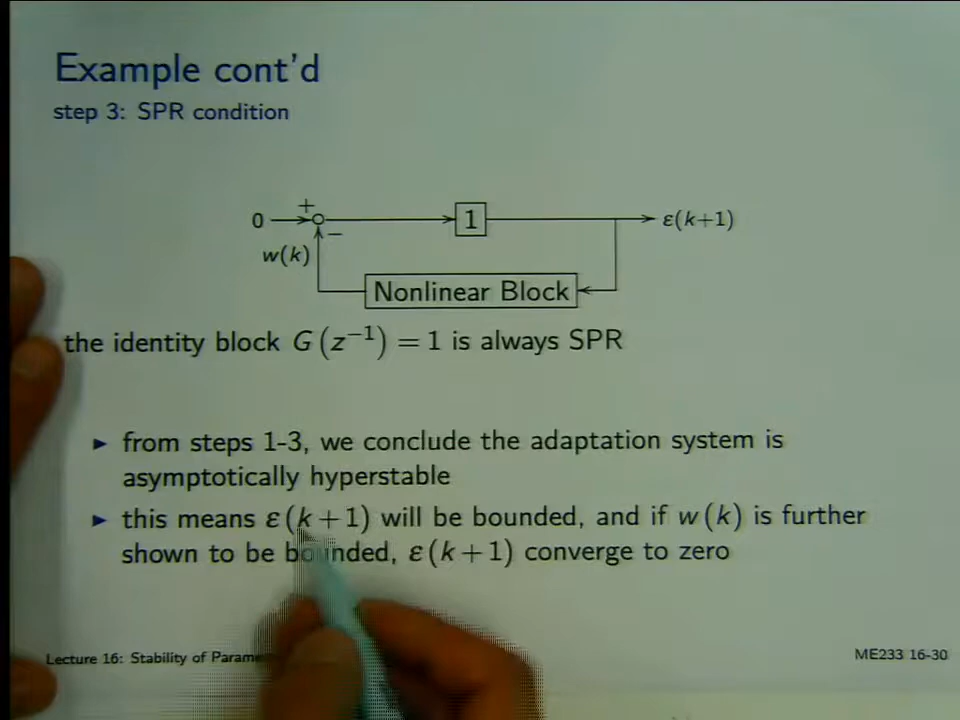 Example cont'd
step 3: SPR condition
0
+
−
1
ε(k+1)
w(k)
Nonlinear Block
the identity block G(z⁻¹) = 1 is always SPR
▶ from steps 1-3, we conclude the adaptation system is
asymptotically hyperstable
▶ this means ε(k+1) will be bounded, and if w(k) is further
shown to be bounded, ε(k+1) converge to zero
Lecture 16: Stability of
ME233 16-30